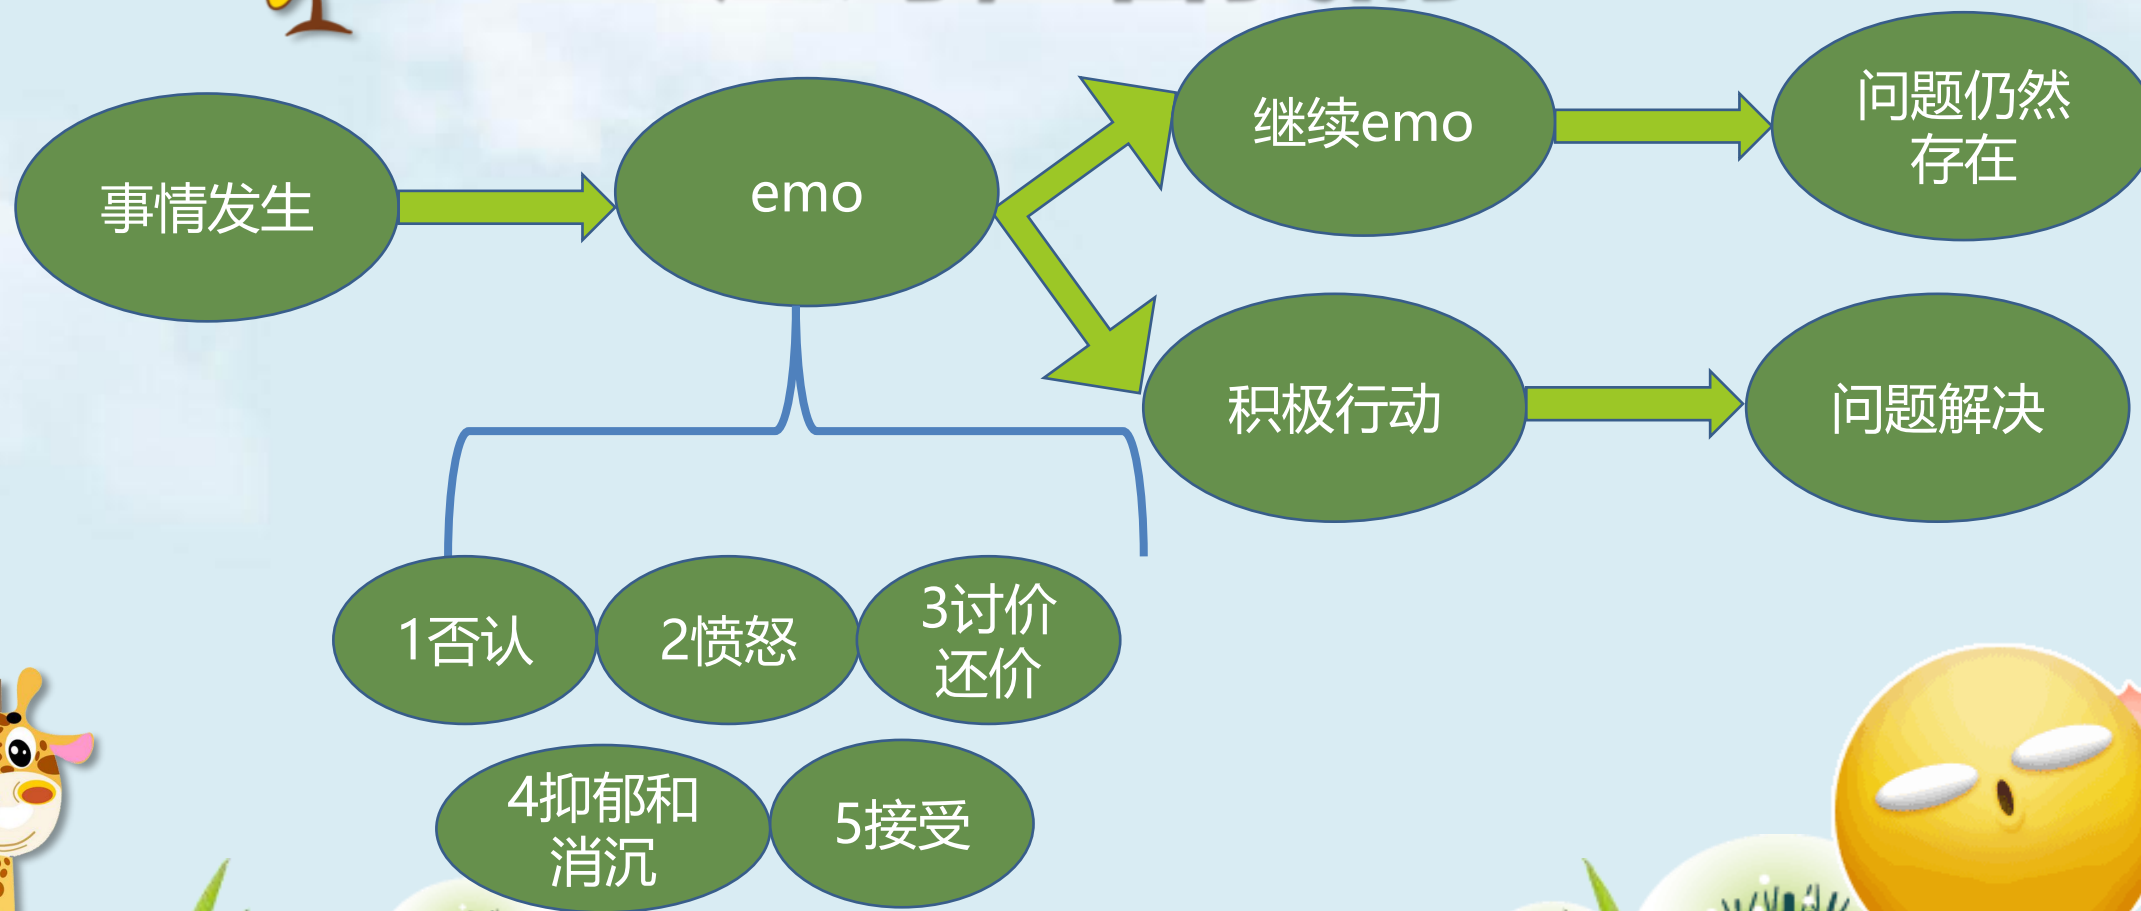 事情发生
emo
继续emo
问题仍然
存在
积极行动
问题解决
1否认
2愤怒
3讨价
还价
4抑郁和
消沉
5接受